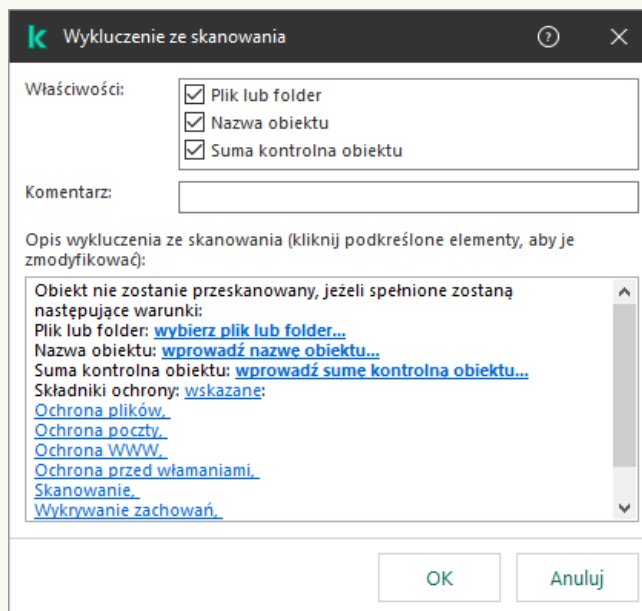 Wykluczenie ze skanowania
Właściwości:
Plik lub folder
Nazwa obiektu
Suma kontrolna obiektu
Komentarz:
Opis wykluczenia ze skanowania (kliknij podkreślone elementy, aby je
zmodyfikować):
Obiekt nie zostanie przeskanowany, jeżeli spełnione zostaną
następujące warunki:
Plik lub folder: wybierz plik lub folder...
Nazwa obiektu: wprowadź nazwę obiektu...
Suma kontrolna obiektu: wprowadź sumę kontrolną obiektu...
Składniki ochrony: wskazane:
Ochrona plików,
Ochrona poczty,
Ochrona WWW,
Ochrona przed włamaniami,
Skanowanie,
Wykrywanie zachowań,
OK
Anuluj